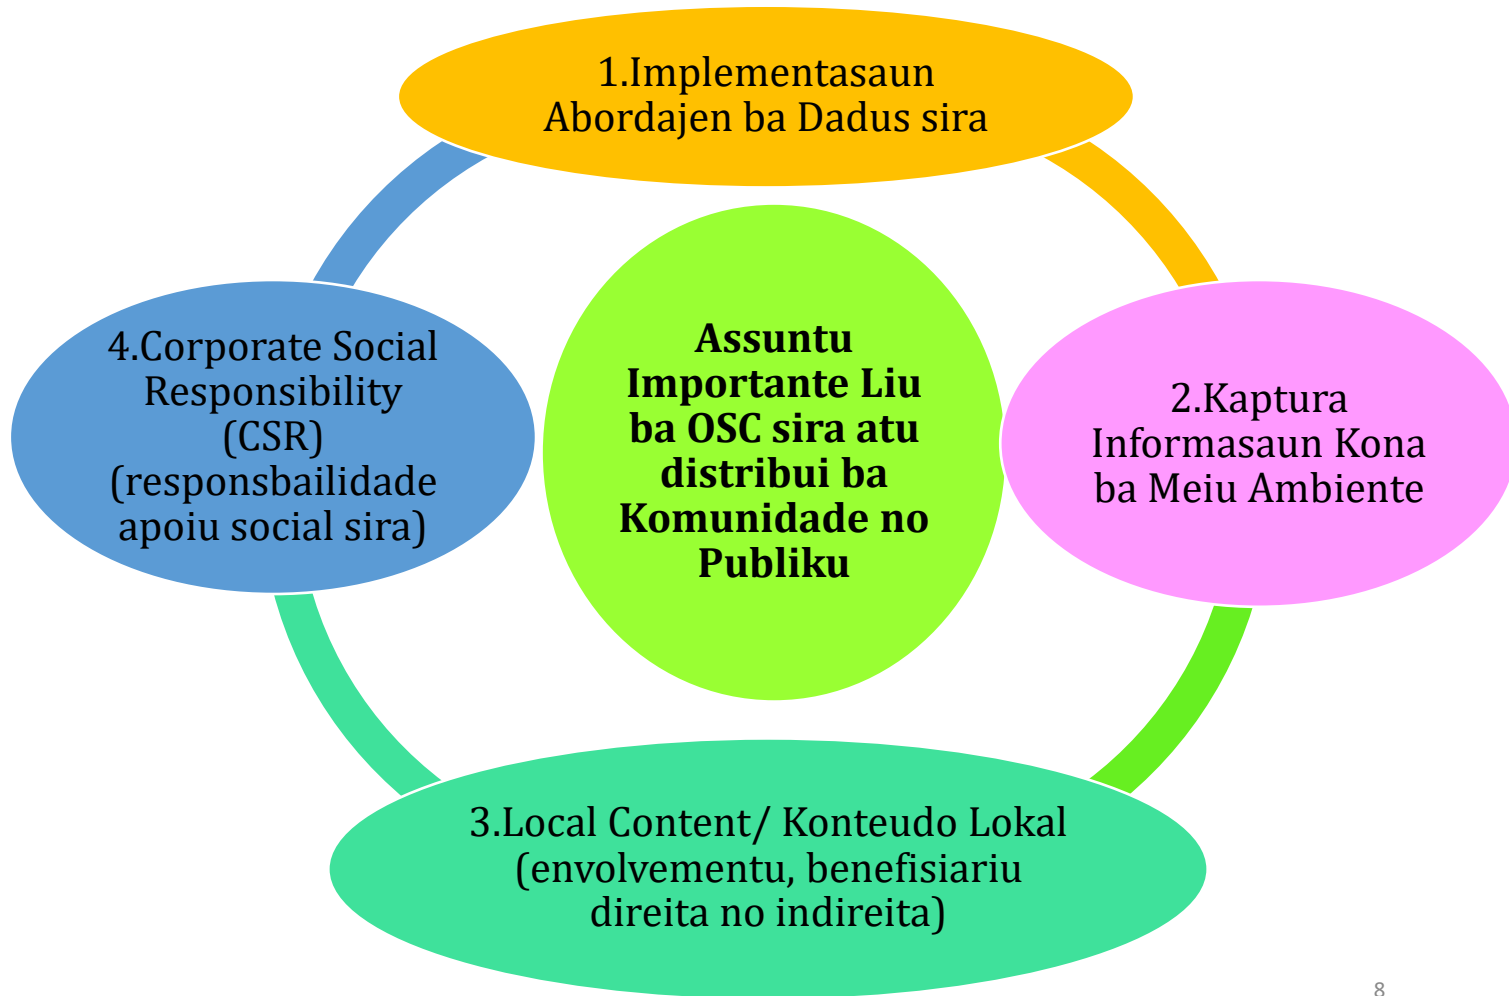 1.Implementasaun
Abordajen ba Dadus sira
Assuntu
Importante Liu
ba OSC sira atu
distribui ba
Komunidade no
Publiku
2.Kaptura
Informasaun Kona
ba Meiu Ambiente
3.Local Content/ Konteudo Lokal
(envolvementu, benefisiariu
direita no indireita)
4.Corporate Social
Responsibility
(CSR)
(responsbailidade
apoiu social sira)
8